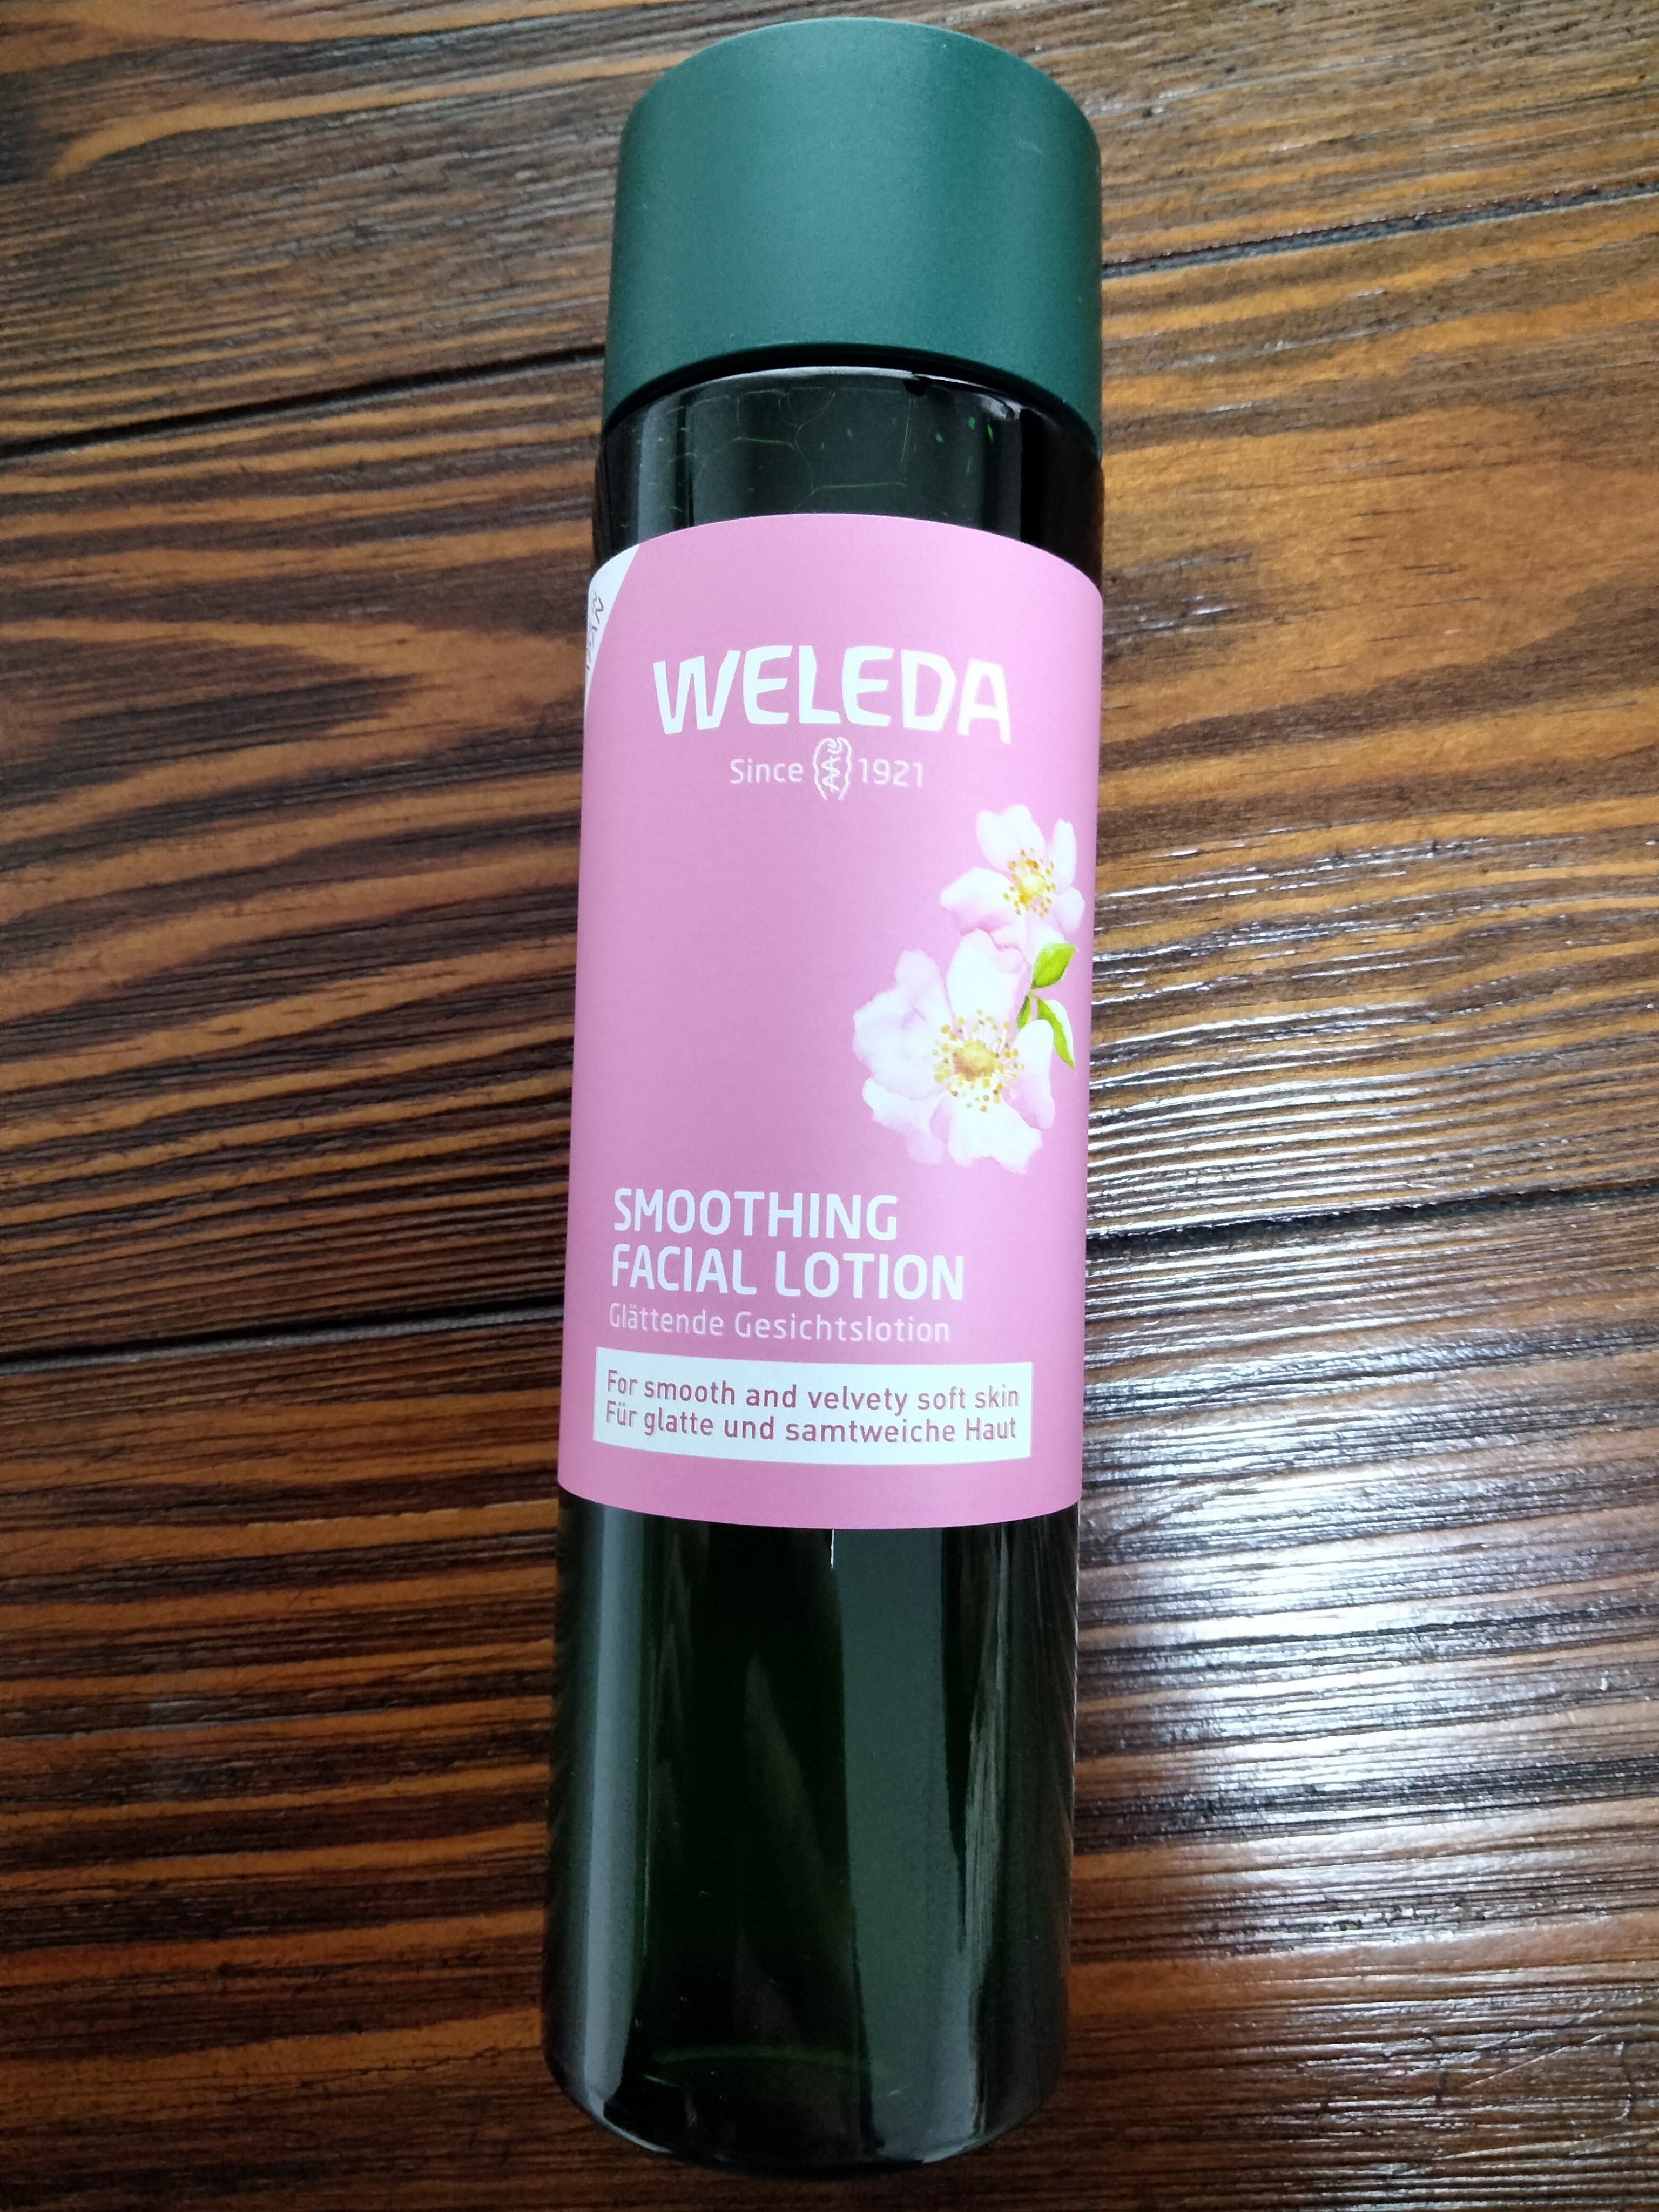 WELEDA
Since 1921
SMOOTHING
FACIAL LOTION
Glättende Gesichtslotion
For smooth and velvety soft skin
Für glatte und samtweiche Haut